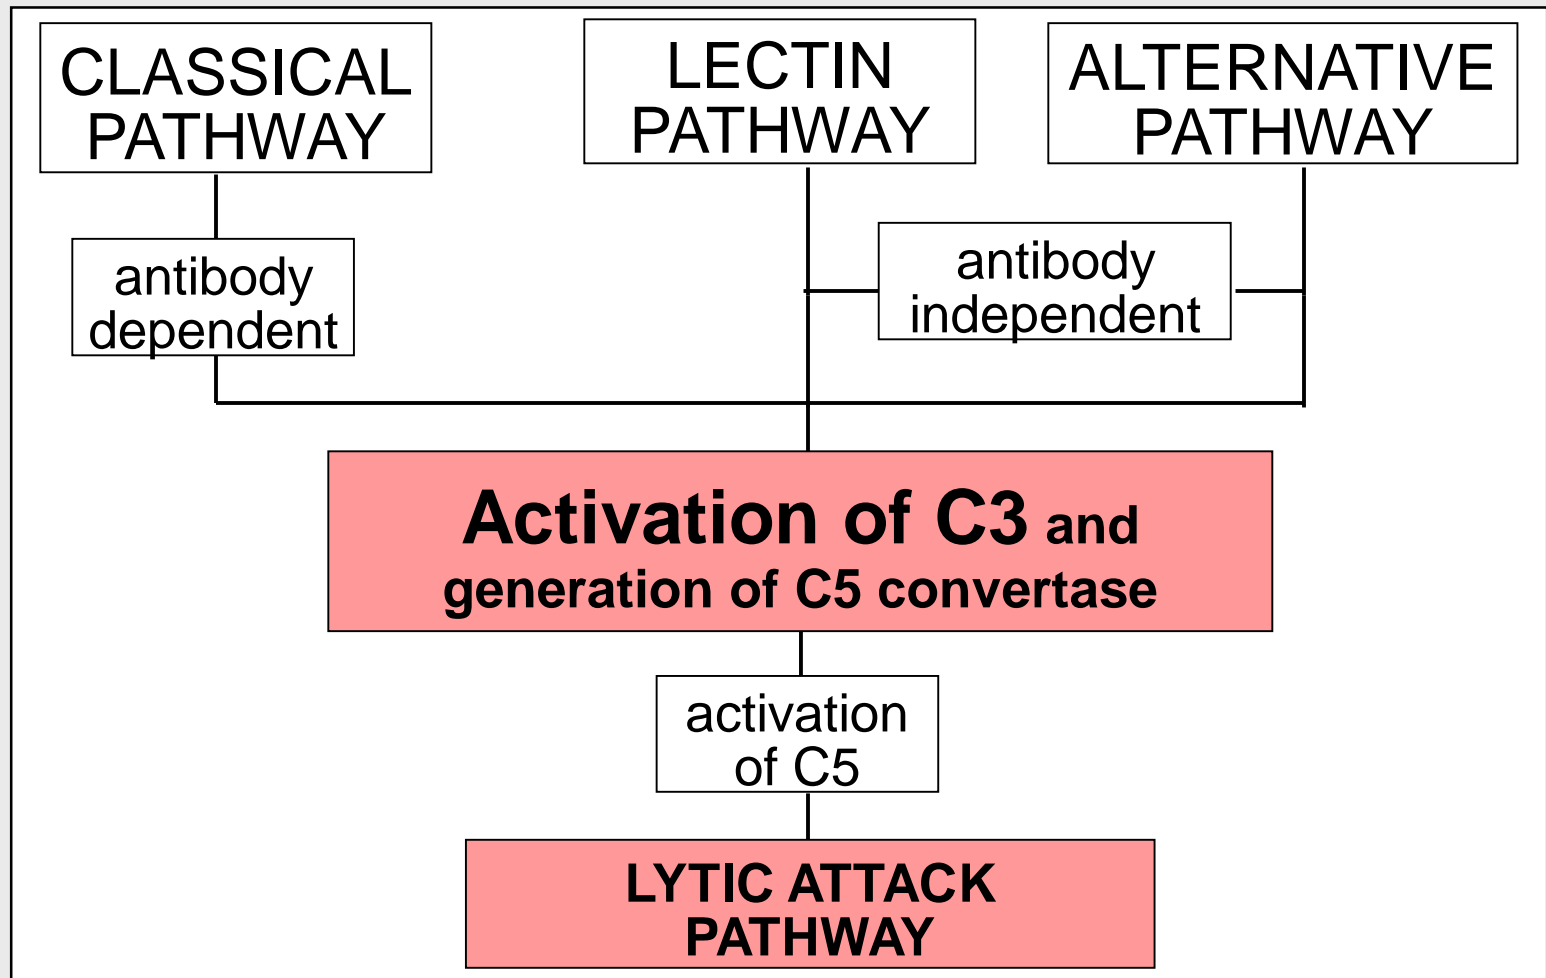 CLASSICAL
PATHWAY
LECTIN
PATHWAY
ALTERNATIVE
PATHWAY
antibody
dependent
antibody
independent
Activation of C3 and
generation of C5 convertase
activation
of C5
LYTIC ATTACK
PATHWAY